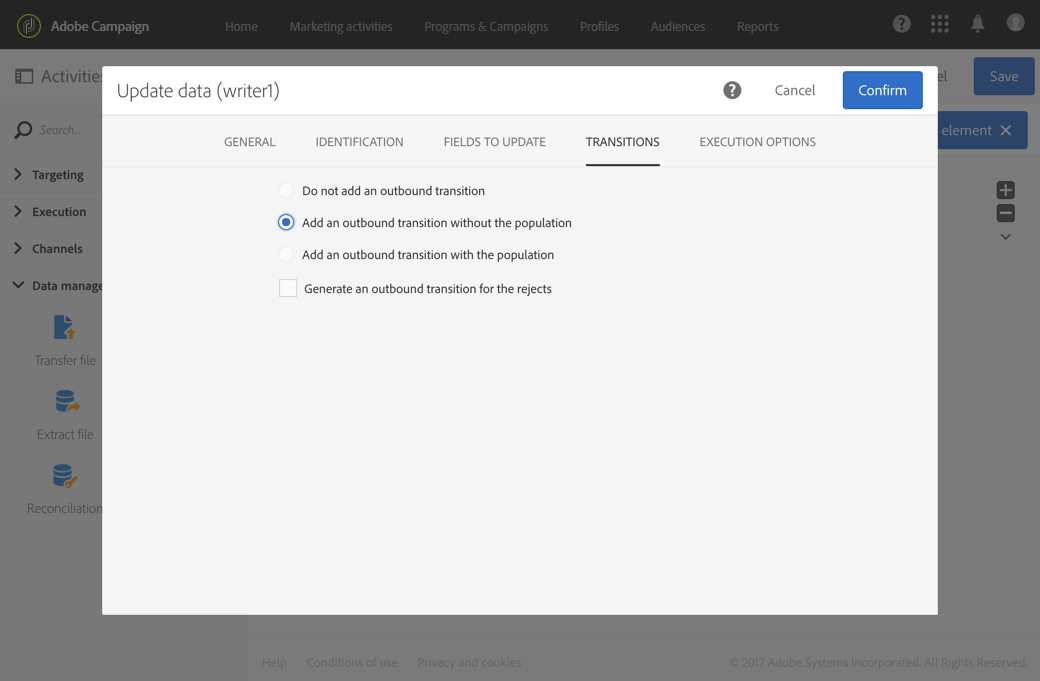 Adobe Campaign
Home
Marketing activities
Programs & Campaigns
Profiles
Audiences
Reports
Activities
Save
Update data (writer1)
Cancel
Confirm
Search...
element
GENERAL
IDENTIFICATION
FIELDS TO UPDATE
TRANSITIONS
EXECUTION OPTIONS
Targeting
Execution
Channels
Data manage
Do not add an outbound transition
Add an outbound transition without the population
Add an outbound transition with the population
Generate an outbound transition for the rejects
Transfer file
Extract file
Reconciliation
Help
Conditions of use
Privacy and cookies
© 2017 Adobe Systems Incorporated. All Rights Reserved.